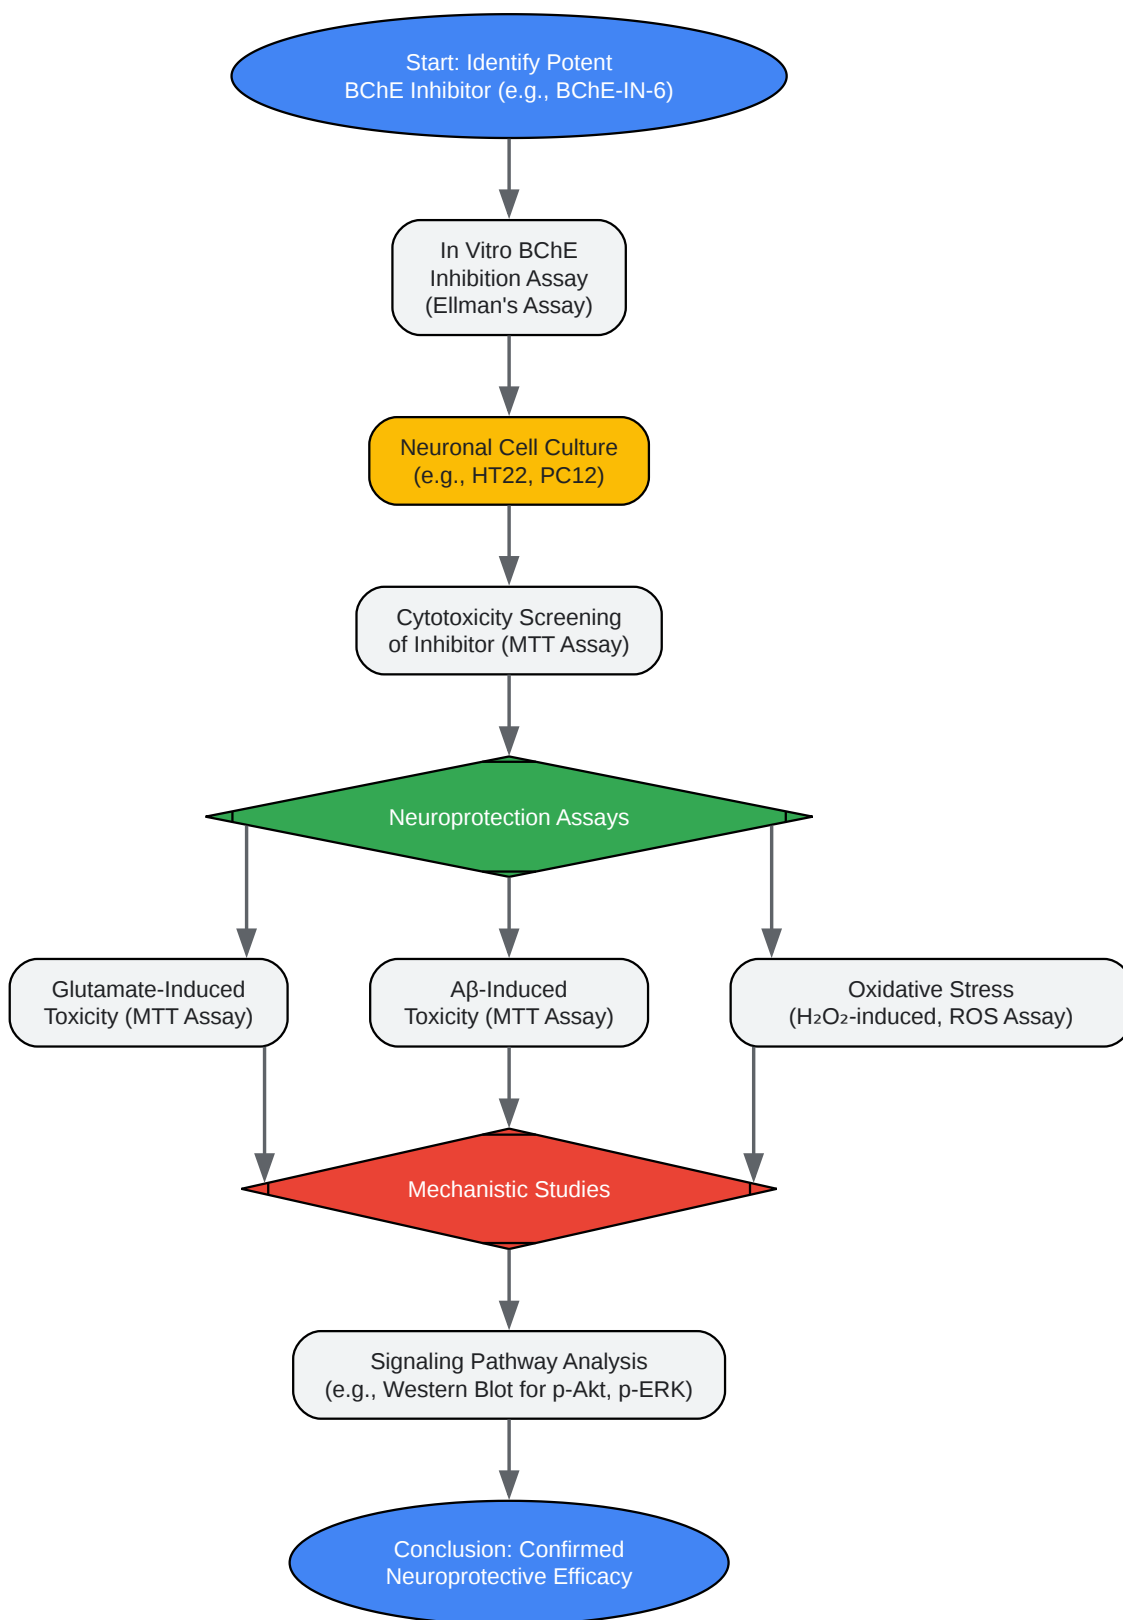 Start: Identify Potent
BChE Inhibitor (e.g., BChE-IN-6)
In Vitro BChE
Inhibition Assay
(Ellman's Assay)
Neuronal Cell Culture
(e.g., HT22, PC12)
Cytotoxicity Screening
of Inhibitor (MTT Assay)
Neuroprotection Assays
Glutamate-Induced
Toxicity (MTT Assay)
Aβ-Induced
Toxicity (MTT Assay)
Oxidative Stress
(H₂O₂-induced, ROS Assay)
Mechanistic Studies
Signaling Pathway Analysis
(e.g., Western Blot for p-Akt, p-ERK)
Conclusion: Confirmed
Neuroprotective Efficacy